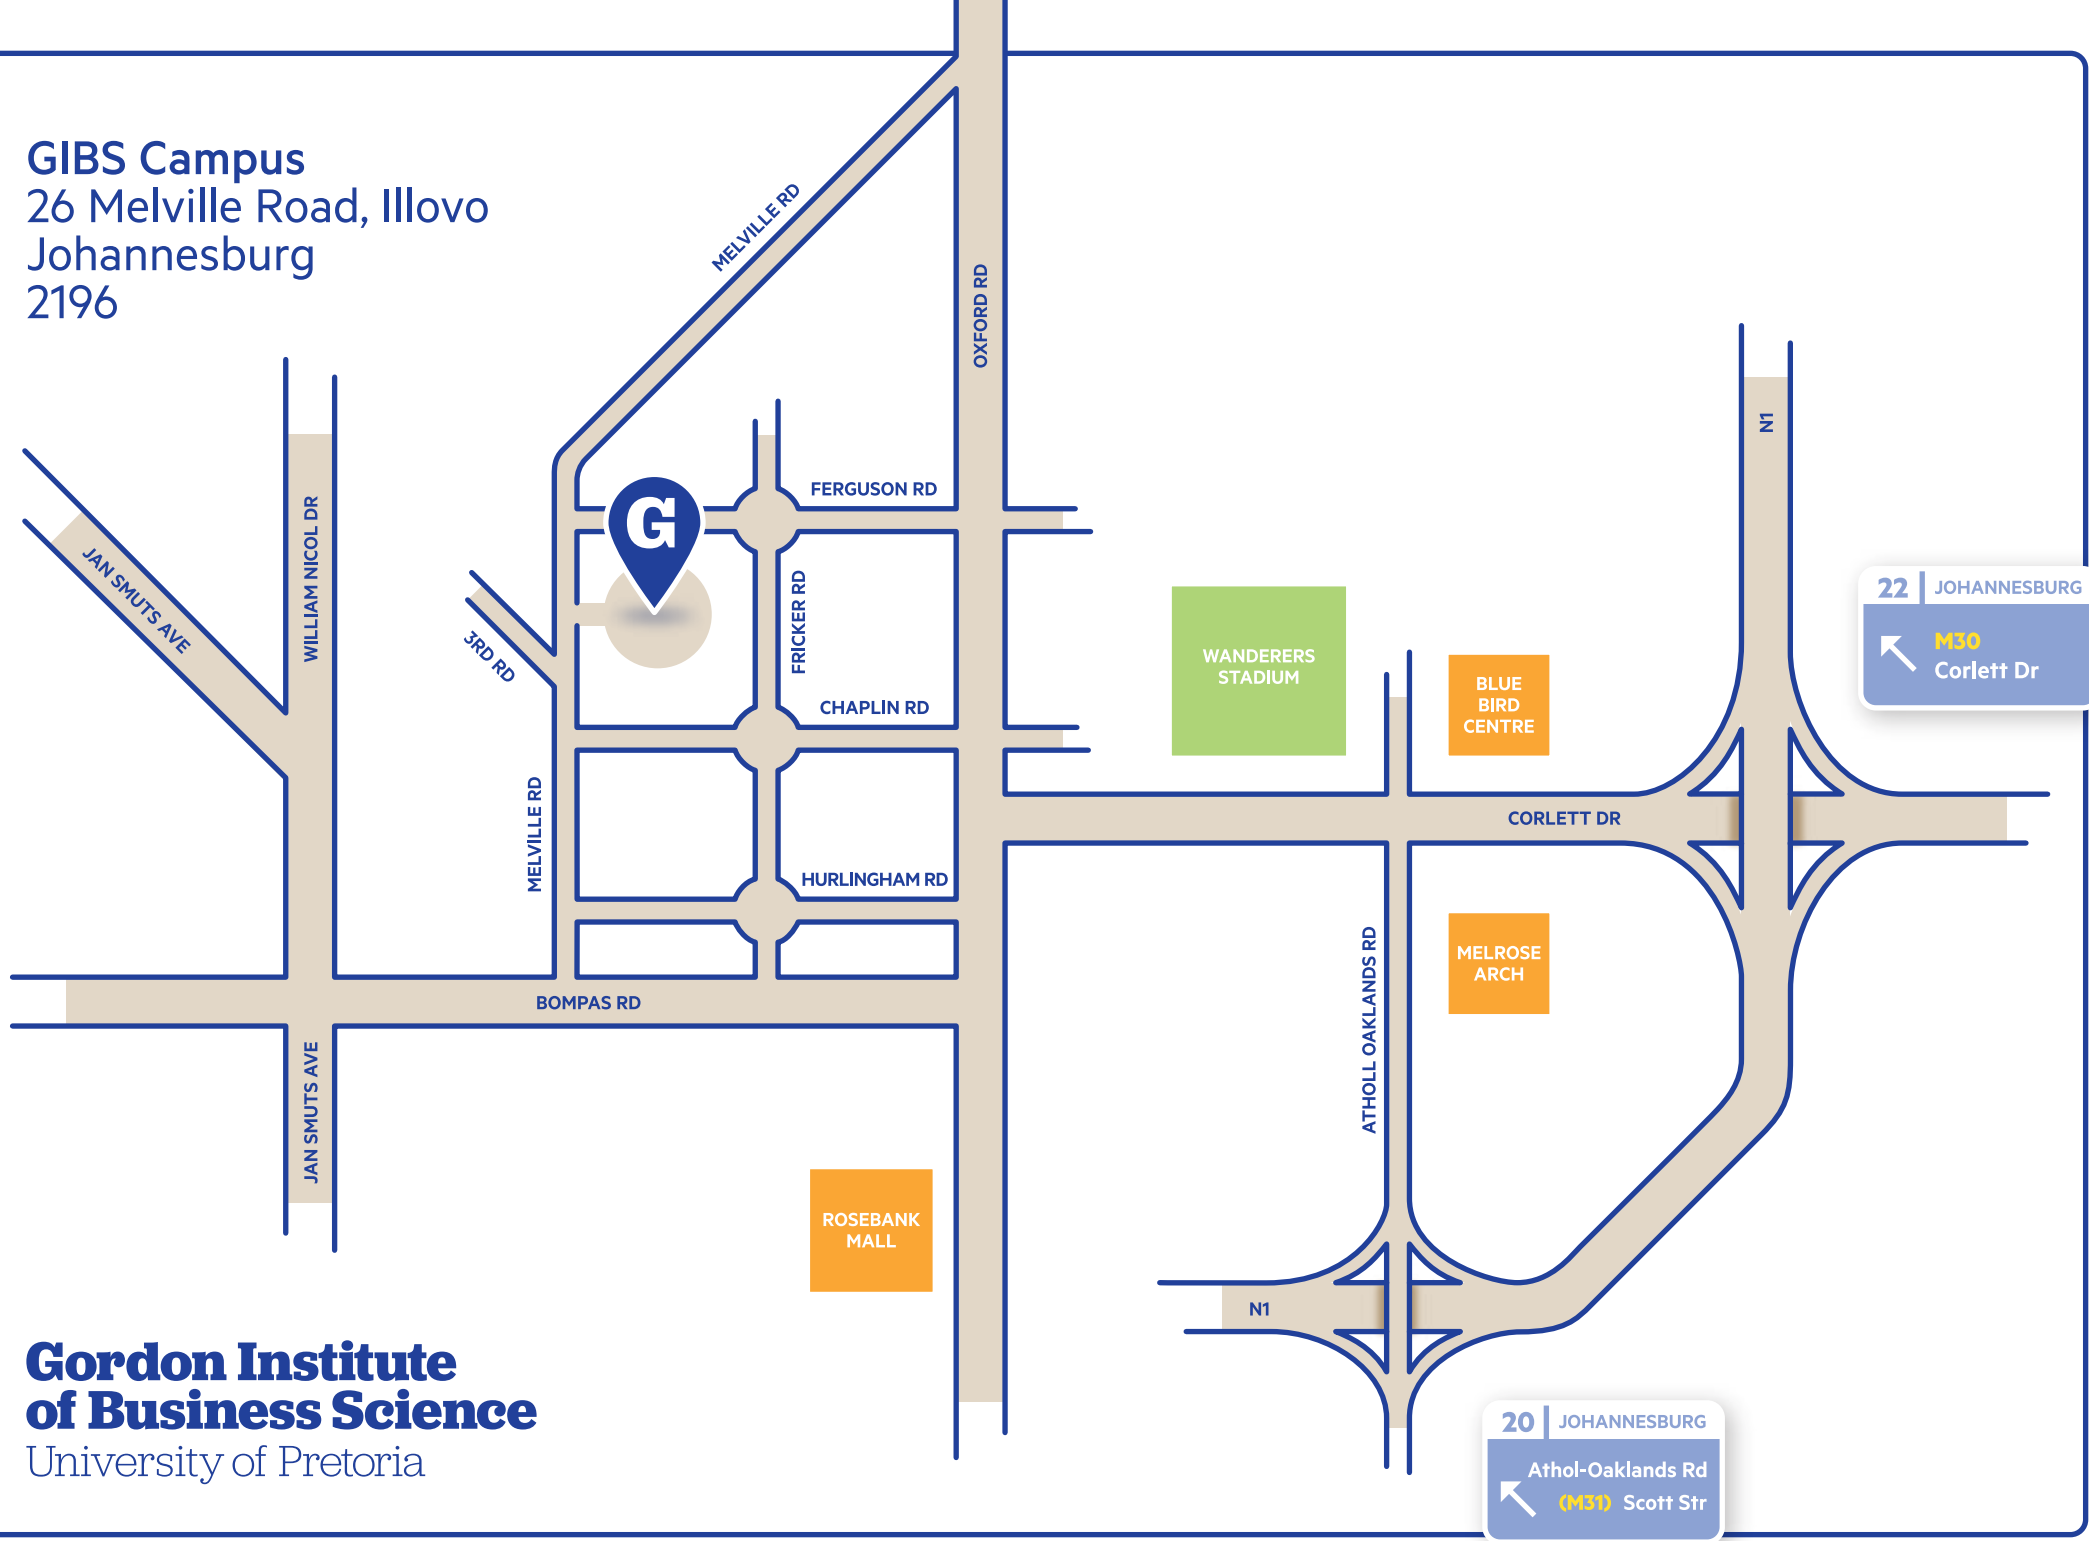 GIBS Campus
26 Melville Road, Illovo
Johannesburg
2196
MELVILLE RD
OXFORD RD
N1
FERGUSON RD
G
JAN SMUTS AVE
WILLIAM NICOL DR
3RD RD
FRICKER RD
WANDERERS
STADIUM
BLUE
BIRD
CENTRE
22 JOHANNESBURG
M30
Corlett Dr
CHAPLIN RD
MELVILLE RD
CORLETT DR
HURLINGHAM RD
MELROSE
ARCH
ATHOLL OAKLANDS RD
BOMPAS RD
JAN SMUTS AVE
ROSEBANK
MALL
N1
Gordon Institute
of Business Science
University of Pretoria
20 JOHANNESBURG
Athol-Oaklands Rd
(M31) Scott Str